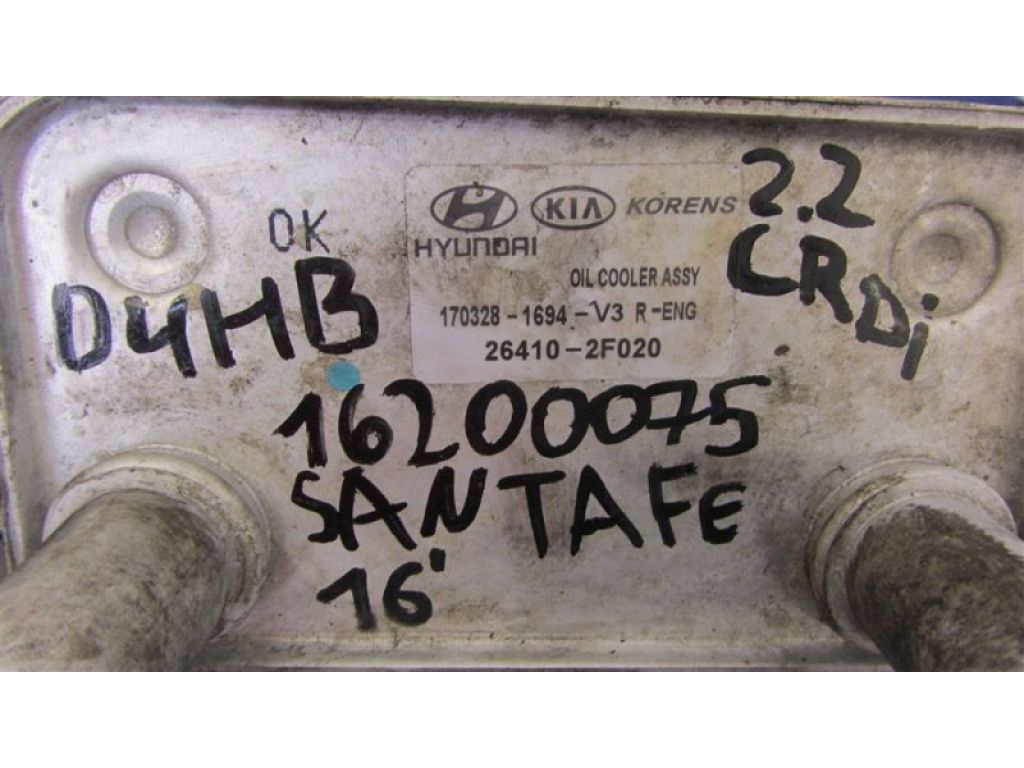 OK
D4HB
HYUNDAI
KIA
KORENS
OIL COOLER ASSY
170328-1694-V3 R-ENG
26410-2F020
2.2
CRDi
16200075
SANTAFE
16'